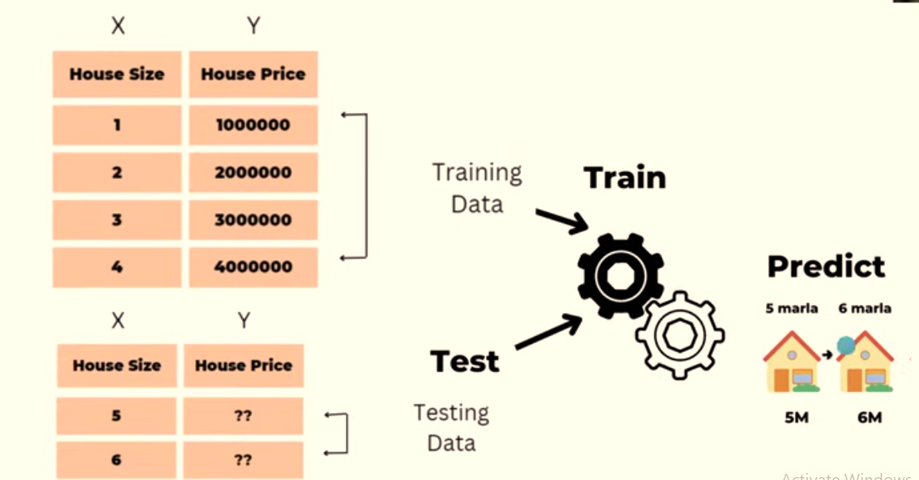 X Y
House Size House Price
1 1000000
2 2000000
3 3000000
4 4000000
Training
Data
Train
X Y
House Size House Price
5 ??
6 ??
Test
Testing
Data
Predict
5 marla 6 marla
5M 6M
Activate Windows